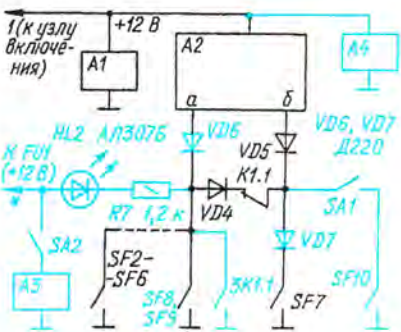 1(к узлу
включе-
ния)
+12 В
A1
A2
A4
а
б
HL2 АЛ307Б
VD6
VD5
VD6, VD7
Д220
К FU1
(+12 В)
R7 1,2 к
VD4
K1.1
SA1
SA2
VD7
A3
SF2-
-SF6
SF8,
SF9
3K1.1
SF7
SF10